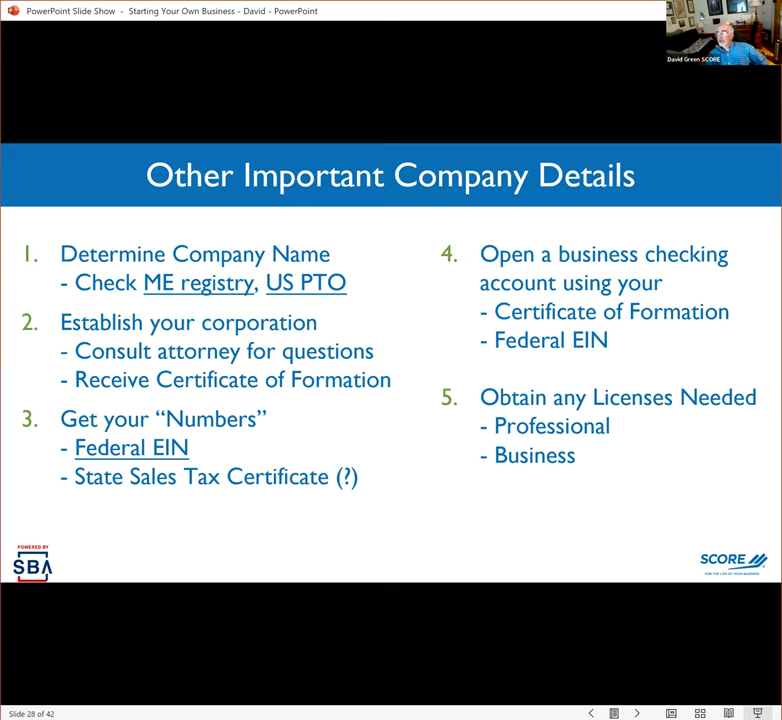 PowerPoint Slide Show - Starting Your Own Business - David - PowerPoint
David Green SCORE
Other Important Company Details
1. Determine Company Name
- Check ME registry, US PTO
2. Establish your corporation
- Consult attorney for questions
- Receive Certificate of Formation
3. Get your “Numbers”
- Federal EIN
- State Sales Tax Certificate (?)
4. Open a business checking
account using your
- Certificate of Formation
- Federal EIN
5. Obtain any Licenses Needed
- Professional
- Business
POWERED BY
SBA
SCORE
FOR THE LIFE OF YOUR BUSINESS
Slide 28 of 42